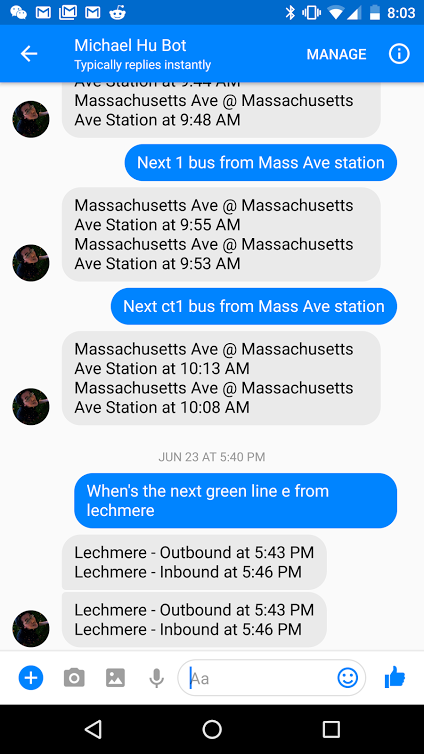 8:03
Michael Hu Bot
Typically replies instantly
MANAGE
Ave Station at 9:44 AM
Massachusetts Ave @ Massachusetts
Ave Station at 9:48 AM
Next 1 bus from Mass Ave station
Massachusetts Ave @ Massachusetts
Ave Station at 9:55 AM
Massachusetts Ave @ Massachusetts
Ave Station at 9:53 AM
Next ct1 bus from Mass Ave station
Massachusetts Ave @ Massachusetts
Ave Station at 10:13 AM
Massachusetts Ave @ Massachusetts
Ave Station at 10:08 AM
JUN 23 AT 5:40 PM
When's the next green line e from
lechmere
Lechmere - Outbound at 5:43 PM
Lechmere - Inbound at 5:46 PM
Lechmere - Outbound at 5:43 PM
Lechmere - Inbound at 5:46 PM
Aa